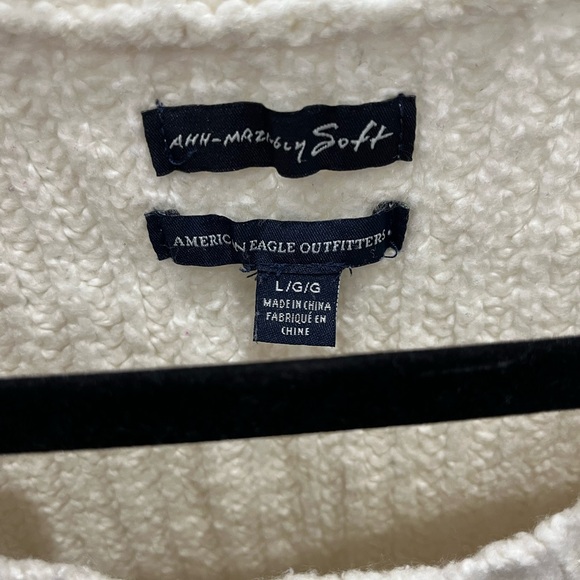 AHH-MAZINGLY Soft
AMERICAN EAGLE OUTFITTERS
L/G/G
MADE IN CHINA
FABRIQUÉ EN
CHINE